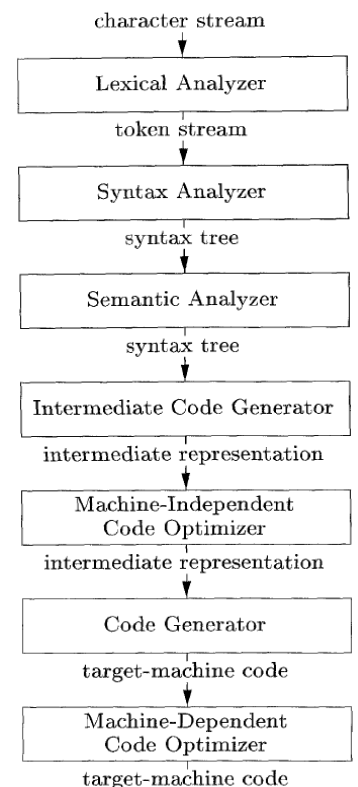 character stream
Lexical Analyzer
token stream
Syntax Analyzer
syntax tree
Semantic Analyzer
syntax tree
Intermediate Code Generator
intermediate representation
Machine-Independent
Code Optimizer
intermediate representation
Code Generator
target-machine code
Machine-Dependent
Code Optimizer
target-machine code